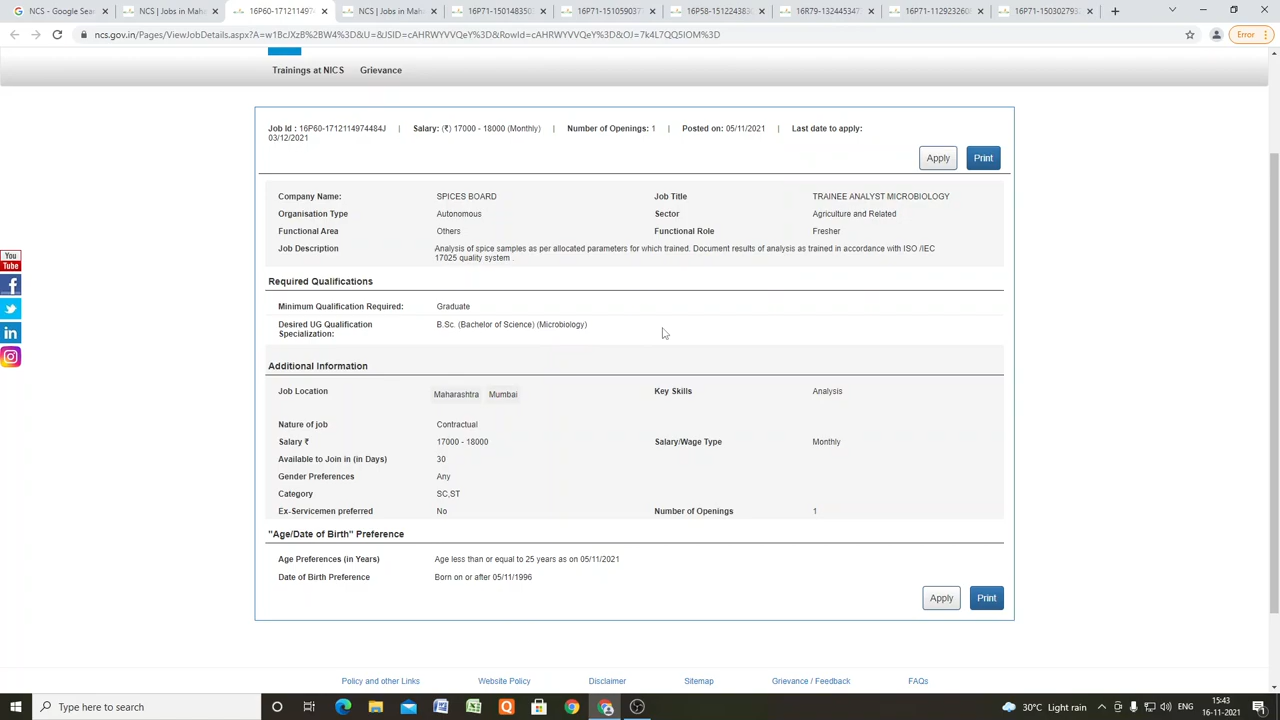 NCS - Google Search
NCS | Jobs in Mah
16P60-171211497
NCS | Jobs in Mah
16P71-150148350
16P71-151059037
16P58-151224383
16R79-132445347
16P71-112923260
16P71-150302793
ncs.gov.in/Pages/ViewJobDetails.aspx?A=w1BcJXzB%2BW4%3D&U=&JSID=cAHRWYVVQeY%3D&RowId=cAHRWYVVQeY%3D&OJ=7k4L7QQ5IOM%3D
Error
Trainings at NICS Grievance
Job Id : 16P60-1712114974484J | Salary: (₹) 17000 - 18000 (Monthly) | Number of Openings: 1 | Posted on: 05/11/2021 | Last date to apply:
03/12/2021
Apply Print
Company Name: SPICES BOARD Job Title TRAINEE ANALYST MICROBIOLOGY
Organisation Type Autonomous Sector Agriculture and Related
Functional Area Others Functional Role Fresher
Job Description Analysis of spice samples as per allocated parameters for which trained. Document results of analysis as trained in accordance with ISO /IEC
17025 quality system .
You
Tube
Required Qualifications
Minimum Qualification Required: Graduate
Desired UG Qualification B.Sc. (Bachelor of Science) (Microbiology)
Specialization:
Additional Information
Job Location Maharashtra Mumbai Key Skills Analysis
Nature of job Contractual
Salary ₹ 17000 - 18000 Salary/Wage Type Monthly
Available to Join in (in Days) 30
Gender Preferences Any
Category SC,ST
Ex-Servicemen preferred No Number of Openings 1
"Age/Date of Birth" Preference
Age Preferences (in Years) Age less than or equal to 25 years as on 05/11/2021
Date of Birth Preference Born on or after 05/11/1996
Apply Print
Policy and other Links Website Policy Disclaimer Sitemap Grievance / Feedback FAQs
Type here to search
30°C Light rain
ENG
15:43
16-11-2021